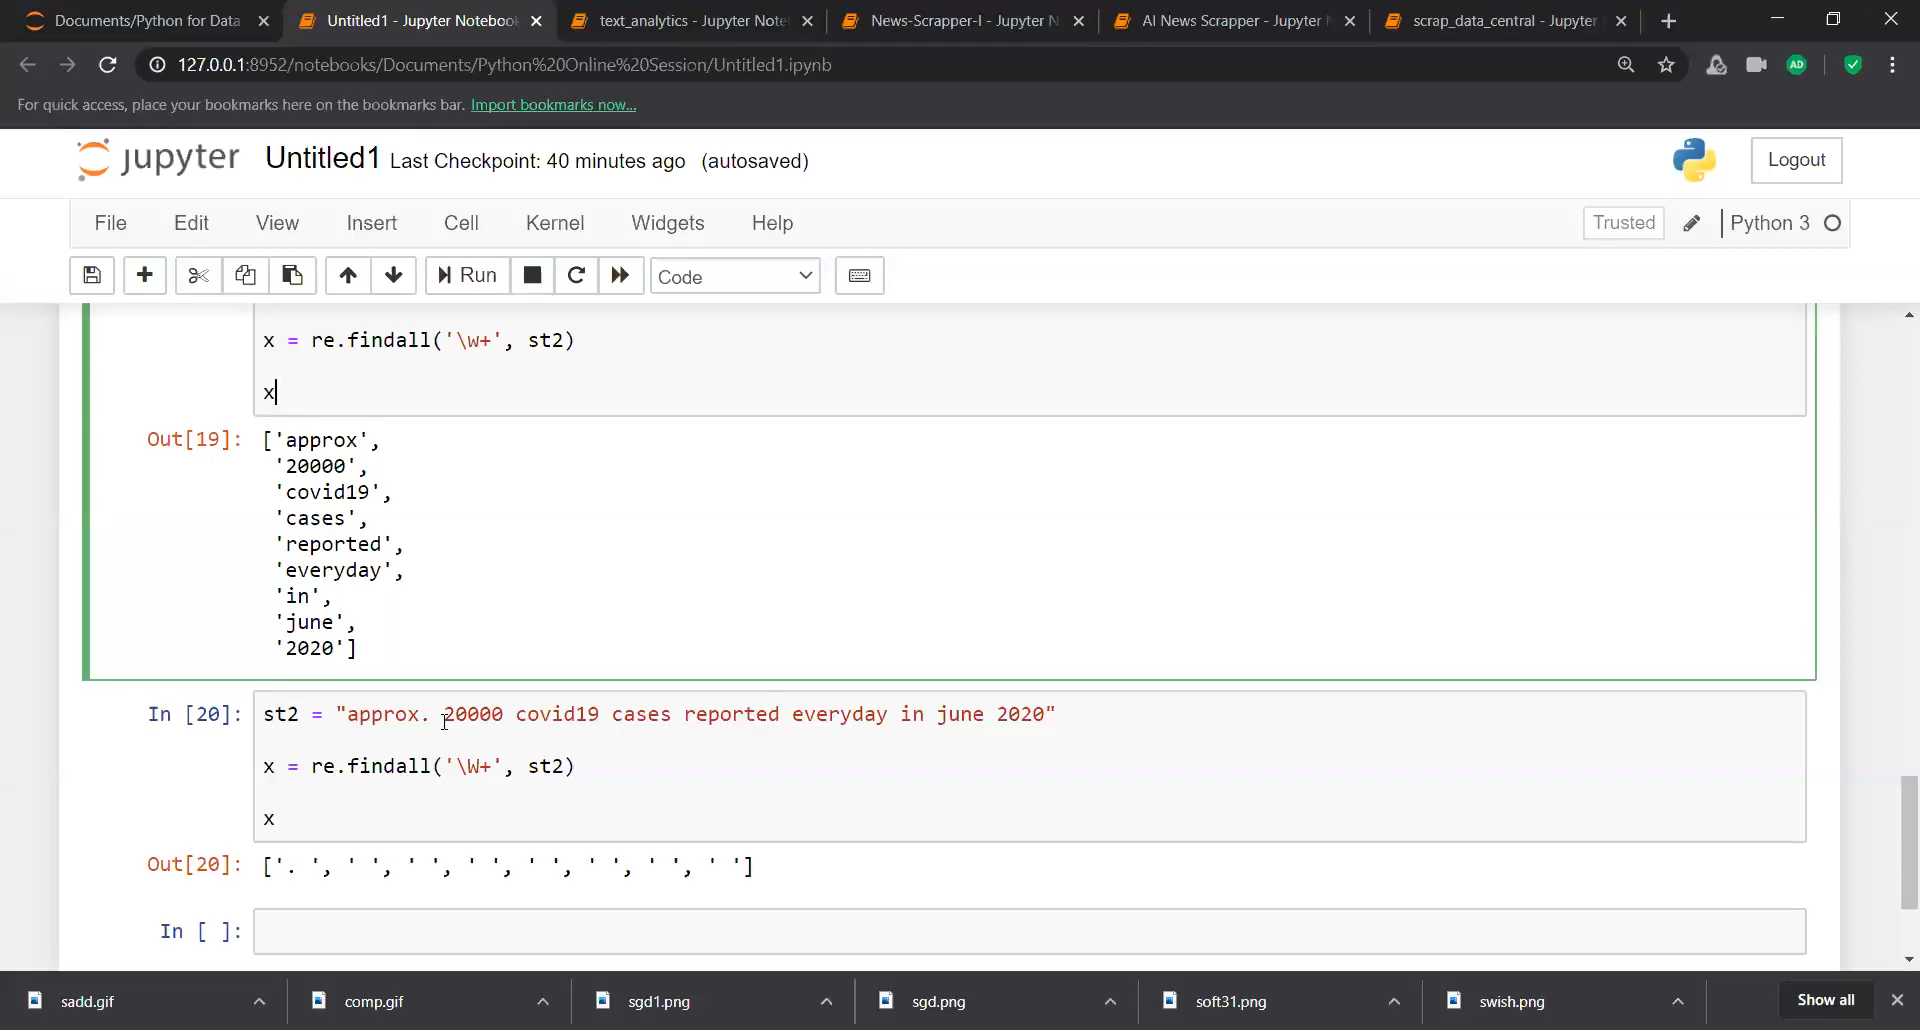 Documents/Python for Data
Untitled1 - Jupyter Notebook
text_analytics - Jupyter Note
News-Scrapper-I - Jupyter N
AI News Scrapper - Jupyter
scrap_data_central - Jupyter
127.0.0.1:8952/notebooks/Documents/Python%20Online%20Session/Untitled1.ipynb
AD
For quick access, place your bookmarks here on the bookmarks bar. Import bookmarks now...
jupyter Untitled1 Last Checkpoint: 40 minutes ago (autosaved)
Logout
File Edit View Insert Cell Kernel Widgets Help
Trusted
Python 3
Run
Code
x = re.findall('\w+', st2)
x
Out[19]: ['approx',
'20000',
'covid19',
'cases',
'reported',
'everyday',
'in',
'june',
'2020']
In [20]: st2 = "approx. 20000 covid19 cases reported everyday in june 2020"
x = re.findall('\W+', st2)
x
Out[20]: ['. ', ' ', ' ', ' ', ' ', ' ', ' ', ' ']
In [ ]:
sadd.gif
comp.gif
sgd1.png
sgd.png
soft31.png
swish.png
Show all